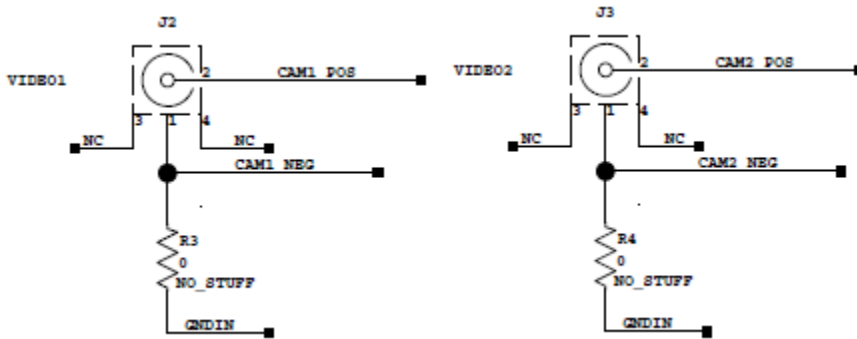 J2
2
CAM1 POS
VIDEO1
3
1
4
NC
NC
CAM1 NEG
R3
0
NO_STUFF
GNDIN
J3
2
CAM2 POS
VIDEO2
3
1
4
NC
NC
CAM2 NEG
R4
0
NO_STUFF
GNDIN